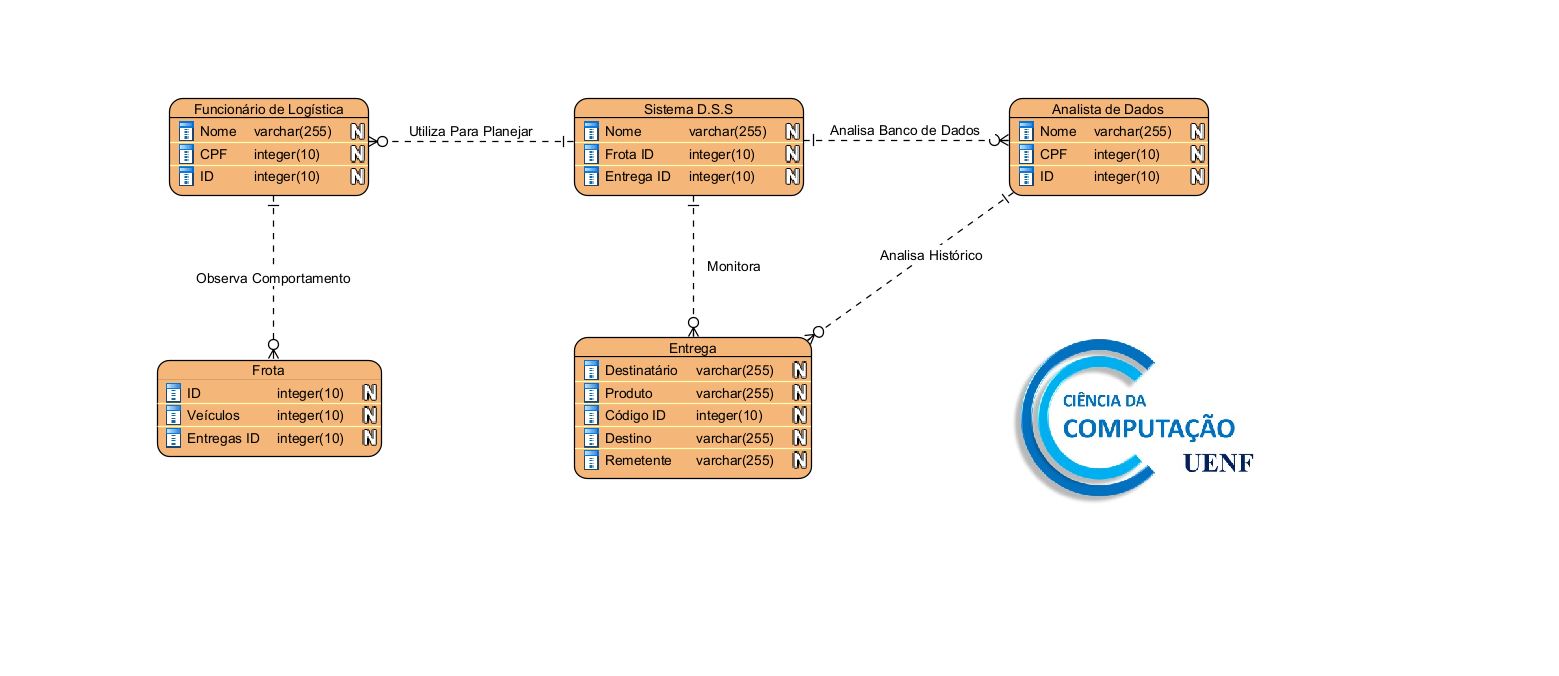 Funcionário de Logística
Nome varchar(255) N
CPF integer(10) N
ID integer(10) N
Utiliza Para Planejar
Sistema D.S.S
Nome varchar(255) N
Frota ID integer(10) N
Entrega ID integer(10) N
Analisa Banco de Dados
Analista de Dados
Nome varchar(255) N
CPF integer(10) N
ID integer(10) N
Observa Comportamento
Monitora
Analisa Histórico
Frota
ID integer(10) N
Veículos integer(10) N
Entregas ID integer(10) N
Entrega
Destinatário varchar(255) N
Produto varchar(255) N
Código ID integer(10) N
Destino varchar(255) N
Remetente varchar(255) N
CIÊNCIA DA
COMPUTAÇÃO
UENF